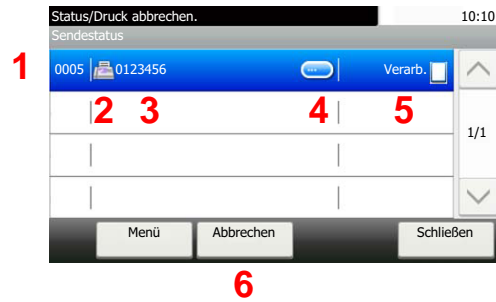 Status/Druck abbrechen. 10:10
Sendestatus
1 0005 0123456 Verarb.
2 3 4 5
1/1
Menü Abbrechen Schließen
6